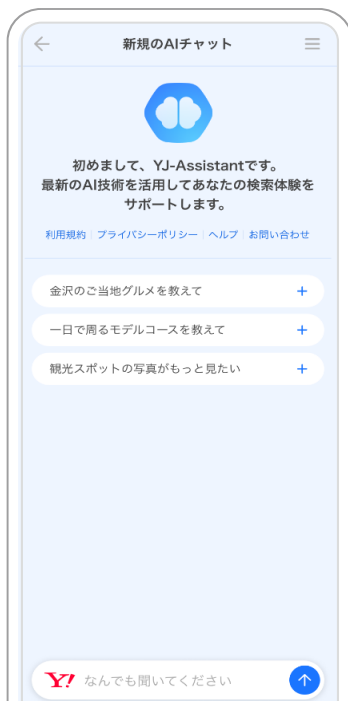 新規のAIチャット
初めまして、YJ-Assistantです。
最新のAI技術を活用してあなたの検索体験を
サポートします。
利用規約 プライバシーポリシー ヘルプ お問い合わせ
金沢のご当地グルメを教えて
一日で周るモデルコースを教えて
観光スポットの写真がもっと見たい
Y! なんでも聞いてください